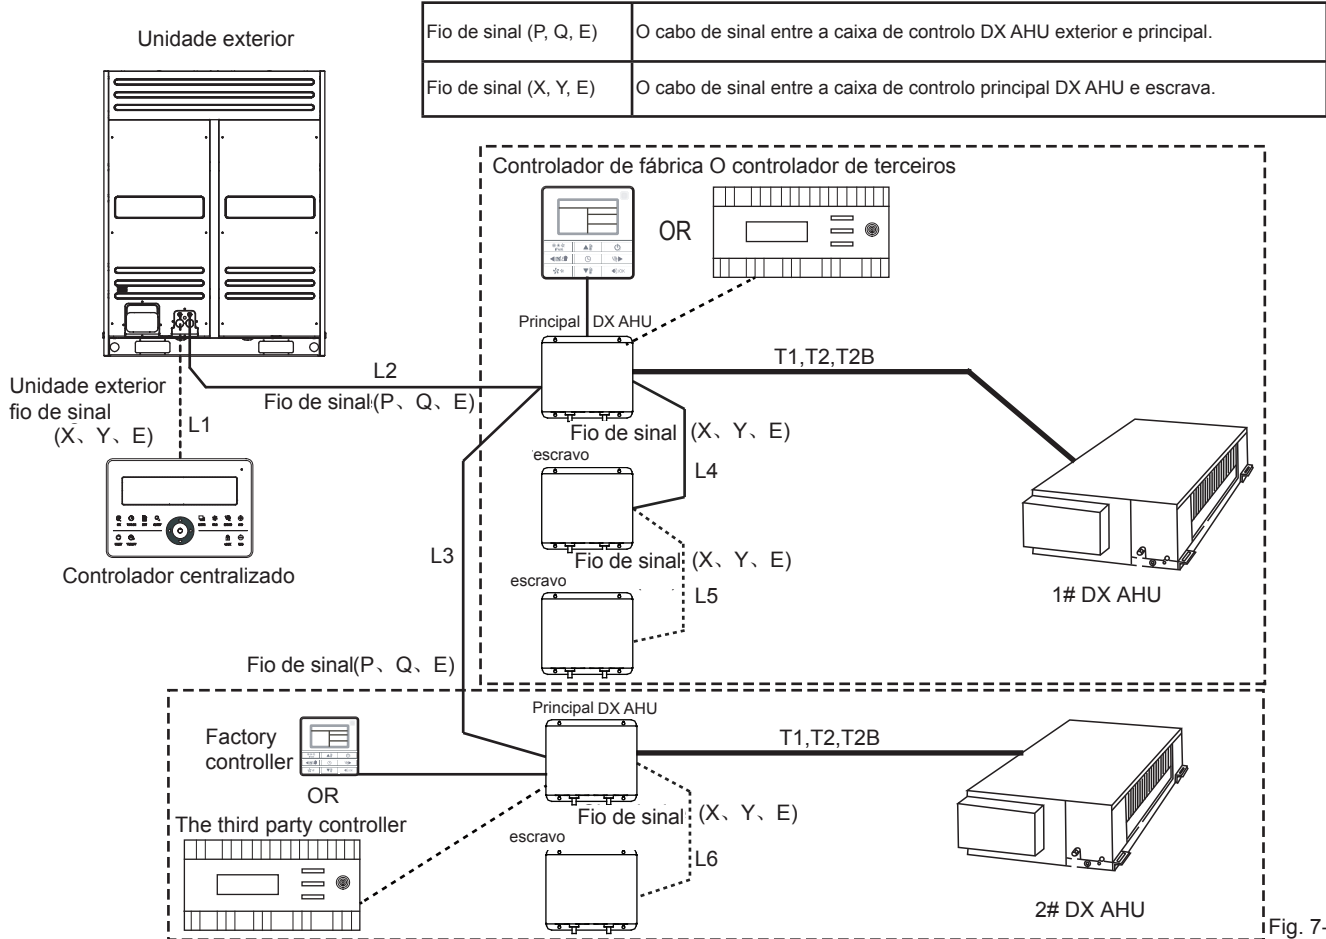 Unidade exterior
Fio de sinal (P, Q, E) O cabo de sinal entre a caixa de controlo DX AHU exterior e principal.
Fio de sinal (X, Y, E) O cabo de sinal entre a caixa de controlo principal DX AHU e escrava.
Controlador de fábrica O controlador de terceiros
OR
Principal DX AHU
T1,T2,T2B
L2
Fio de sinal (P、Q、E)
Unidade exterior
fio de sinal
(X、Y、E)
L1
Controlador centralizado
Fio de sinal (X、Y、E)
escravo
L4
L3
Fio de sinal (X、Y、E)
escravo
L5
1# DX AHU
Fio de sinal(P、Q、E)
Principal DX AHU
T1,T2,T2B
Factory
controller
OR
The third party controller
Fio de sinal (X、Y、E)
escravo
L6
2# DX AHU
Fig. 7-